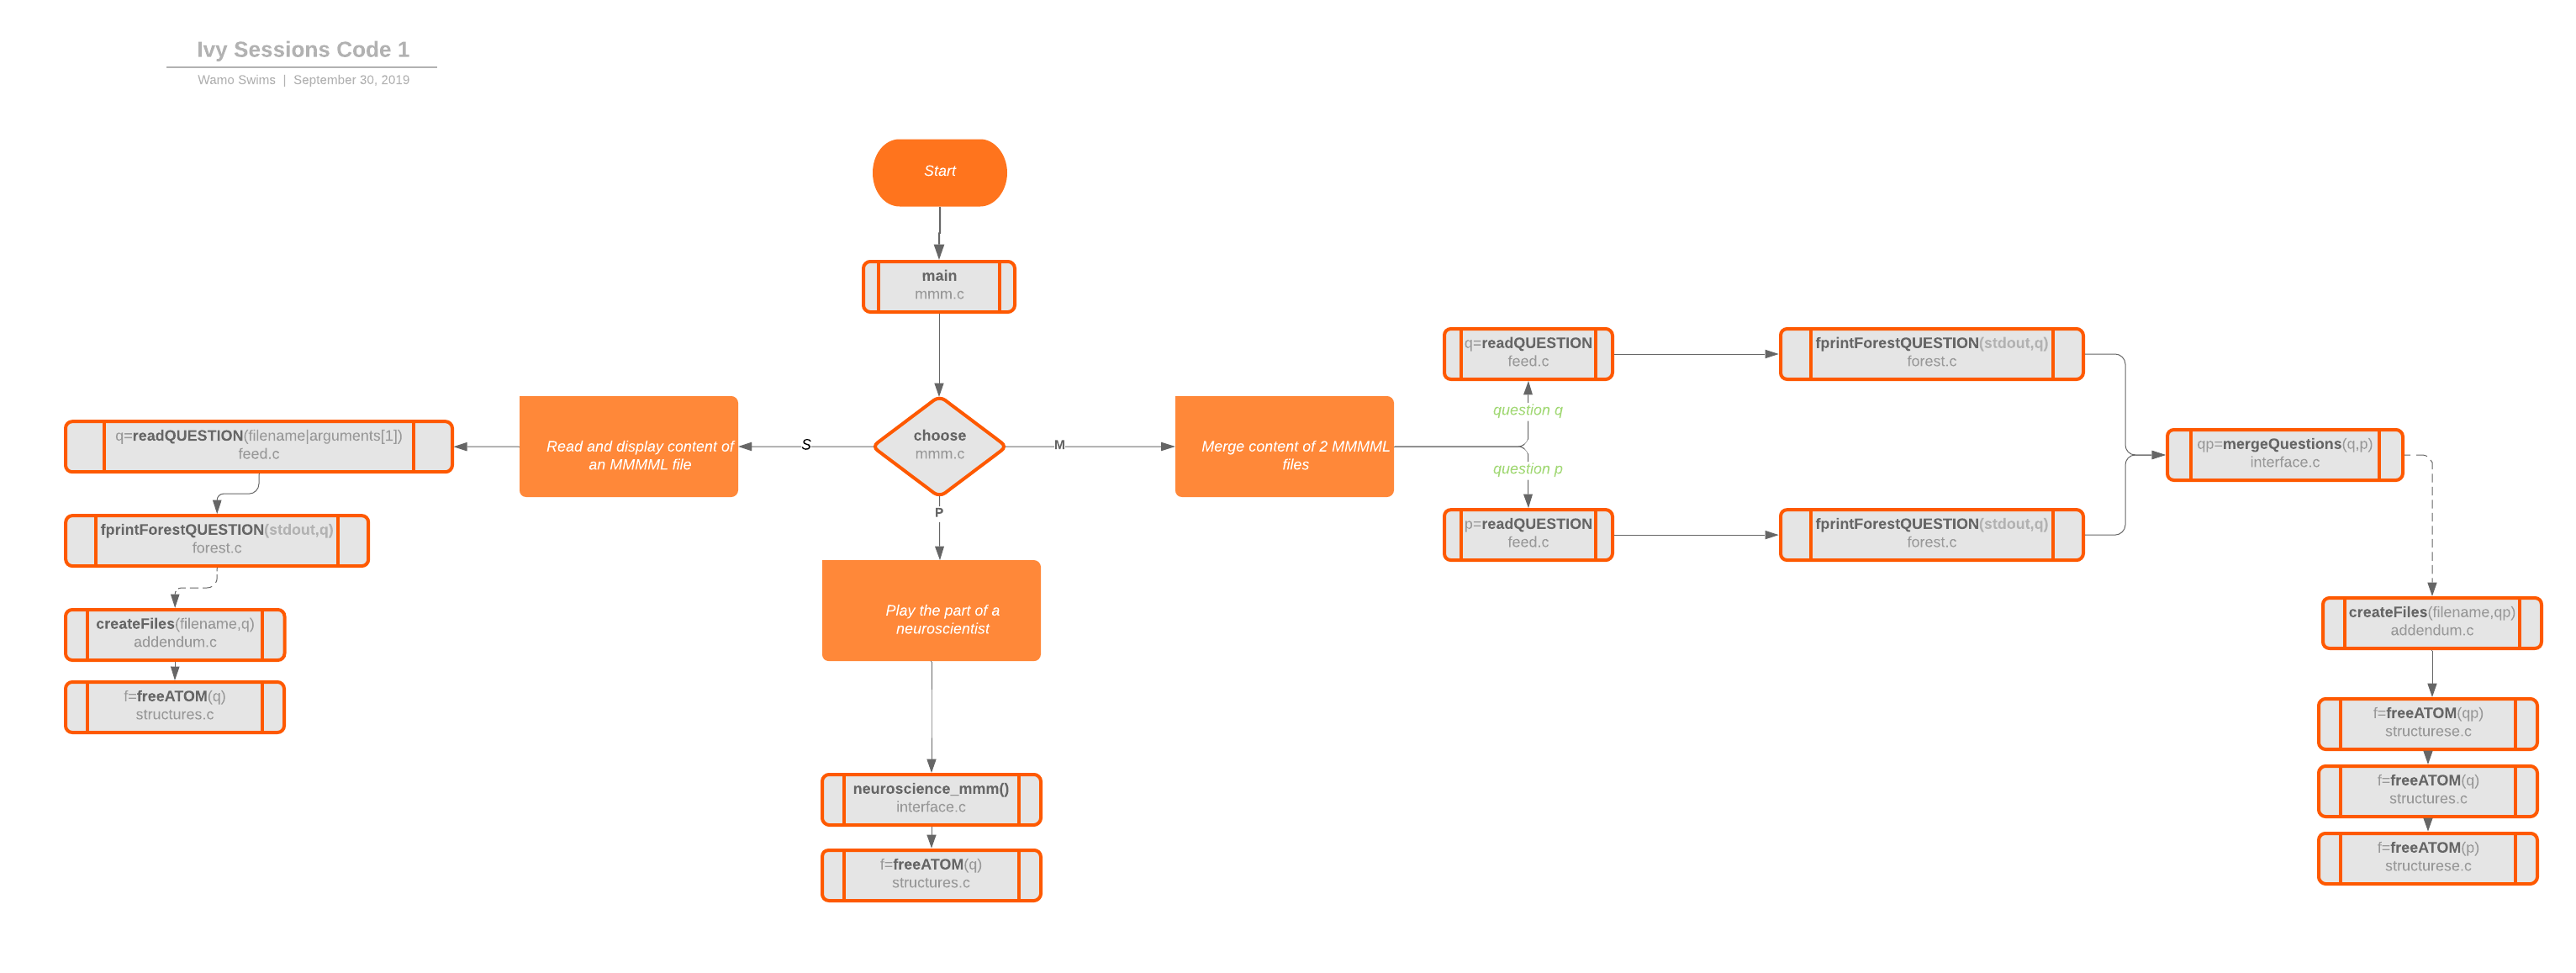 Ivy Sessions Code 1
Wamo Swims | September 30, 2019
Start
main
mmm.c
choose
mmm.c
S
Read and display content of
an MMMML file
q=readQUESTION(filename|arguments[1])
feed.c
fprintForestQUESTION(stdout,q)
forest.c
createFiles(filename,q)
addendum.c
f=freeATOM(q)
structures.c
P
Play the part of a
neuroscientist
neuroscience_mmm()
interface.c
f=freeATOM(q)
structures.c
M
Merge content of 2 MMMML
files
question q
q=readQUESTION
feed.c
fprintForestQUESTION(stdout,q)
forest.c
question p
p=readQUESTION
feed.c
fprintForestQUESTION(stdout,q)
forest.c
qp=mergeQuestions(q,p)
interface.c
createFiles(filename,qp)
addendum.c
f=freeATOM(qp)
structurese.c
f=freeATOM(q)
structures.c
f=freeATOM(p)
structurese.c